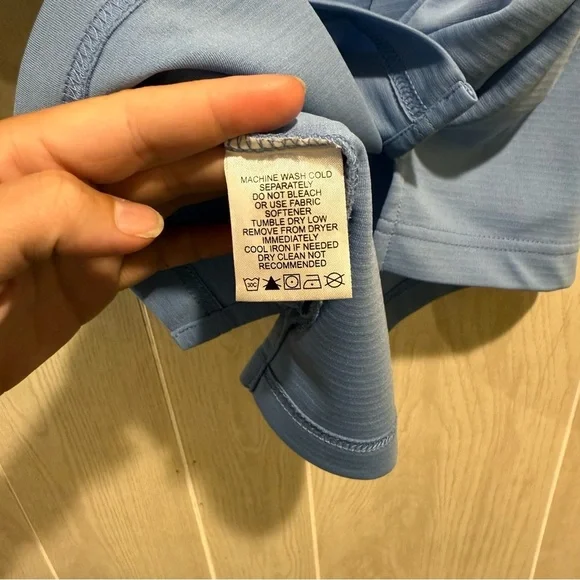 MACHINE WASH COLD
SEPARATELY
DO NOT BLEACH
OR USE FABRIC
SOFTENER
TUMBLE DRY LOW
REMOVE FROM DRYER
IMMEDIATELY
COOL IRON IF NEEDED
DRY CLEAN NOT
RECOMMENDED